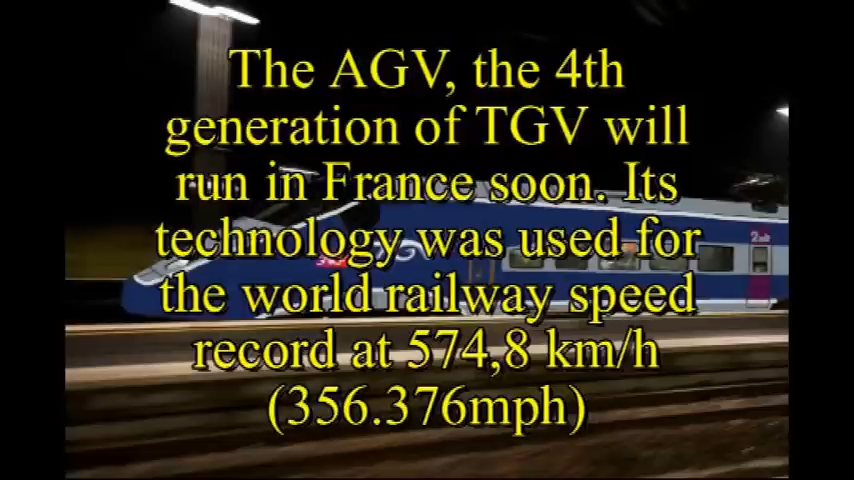 The AGV, the 4th
generation of TGV will
run in France soon. Its
technology was used for
the world railway speed
record at 574,8 km/h
(356.376mph)